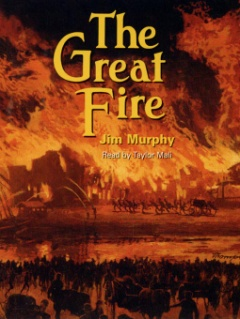 The
Great
Fire
Jim Murphy
Read by Taylor Mali